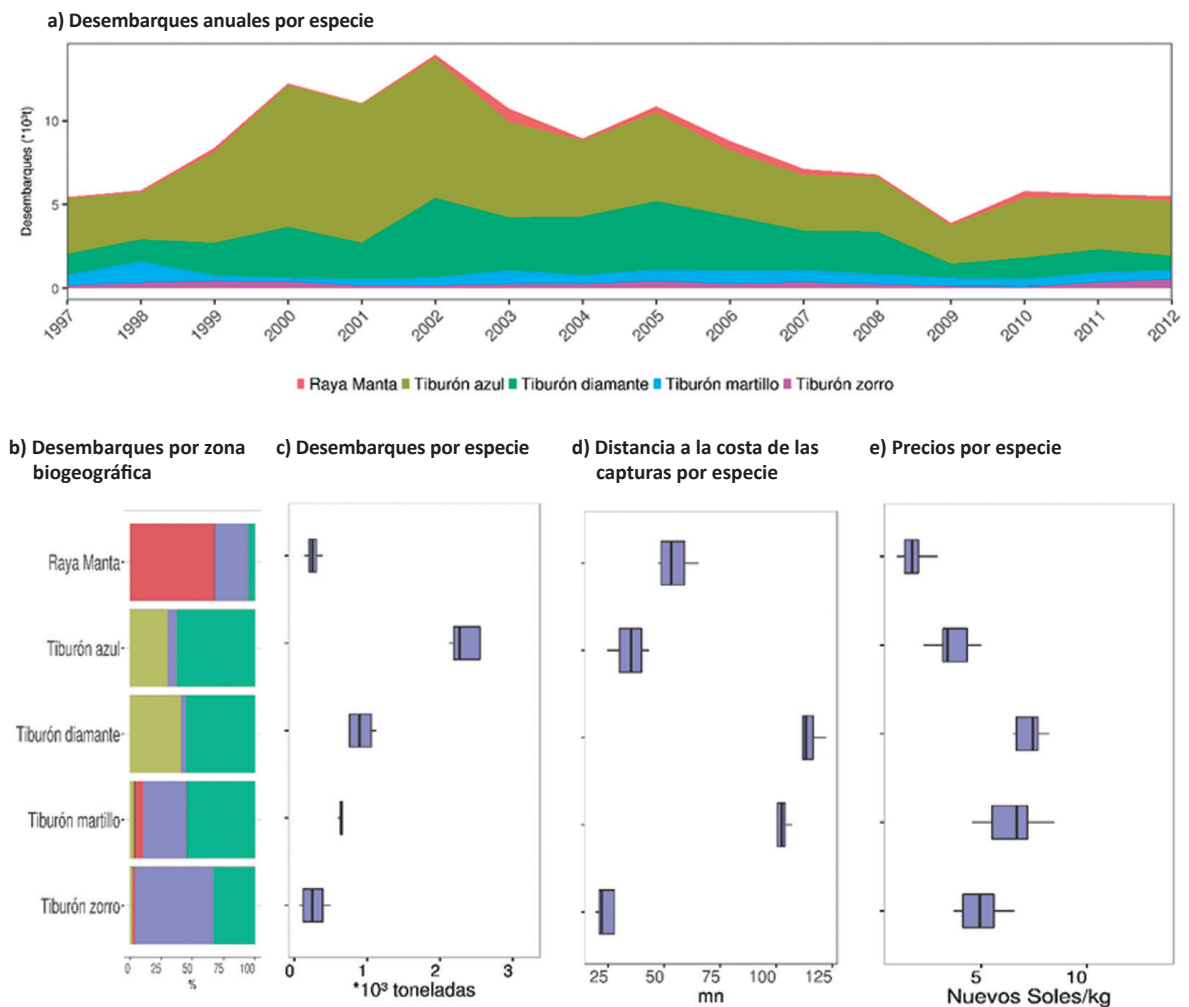 a) Desembarques anuales por especie
Desembarques (*10³t)
10
5
0
1997 1998 1999 2000 2001 2002 2003 2004 2005 2006 2007 2008 2009 2010 2011 2012
Raya Manta Tiburón azul Tiburón diamante Tiburón martillo Tiburón zorro
b) Desembarques por zona
biogeográfica
Raya Manta
Tiburón azul
Tiburón diamante
Tiburón martillo
Tiburón zorro
0 25 50 75 100
%
c) Desembarques por especie
0 1 2 3
*10³ toneladas
d) Distancia a la costa de las
capturas por especie
25 50 75 100 125
mn
e) Precios por especie
5 10
Nuevos Soles/kg